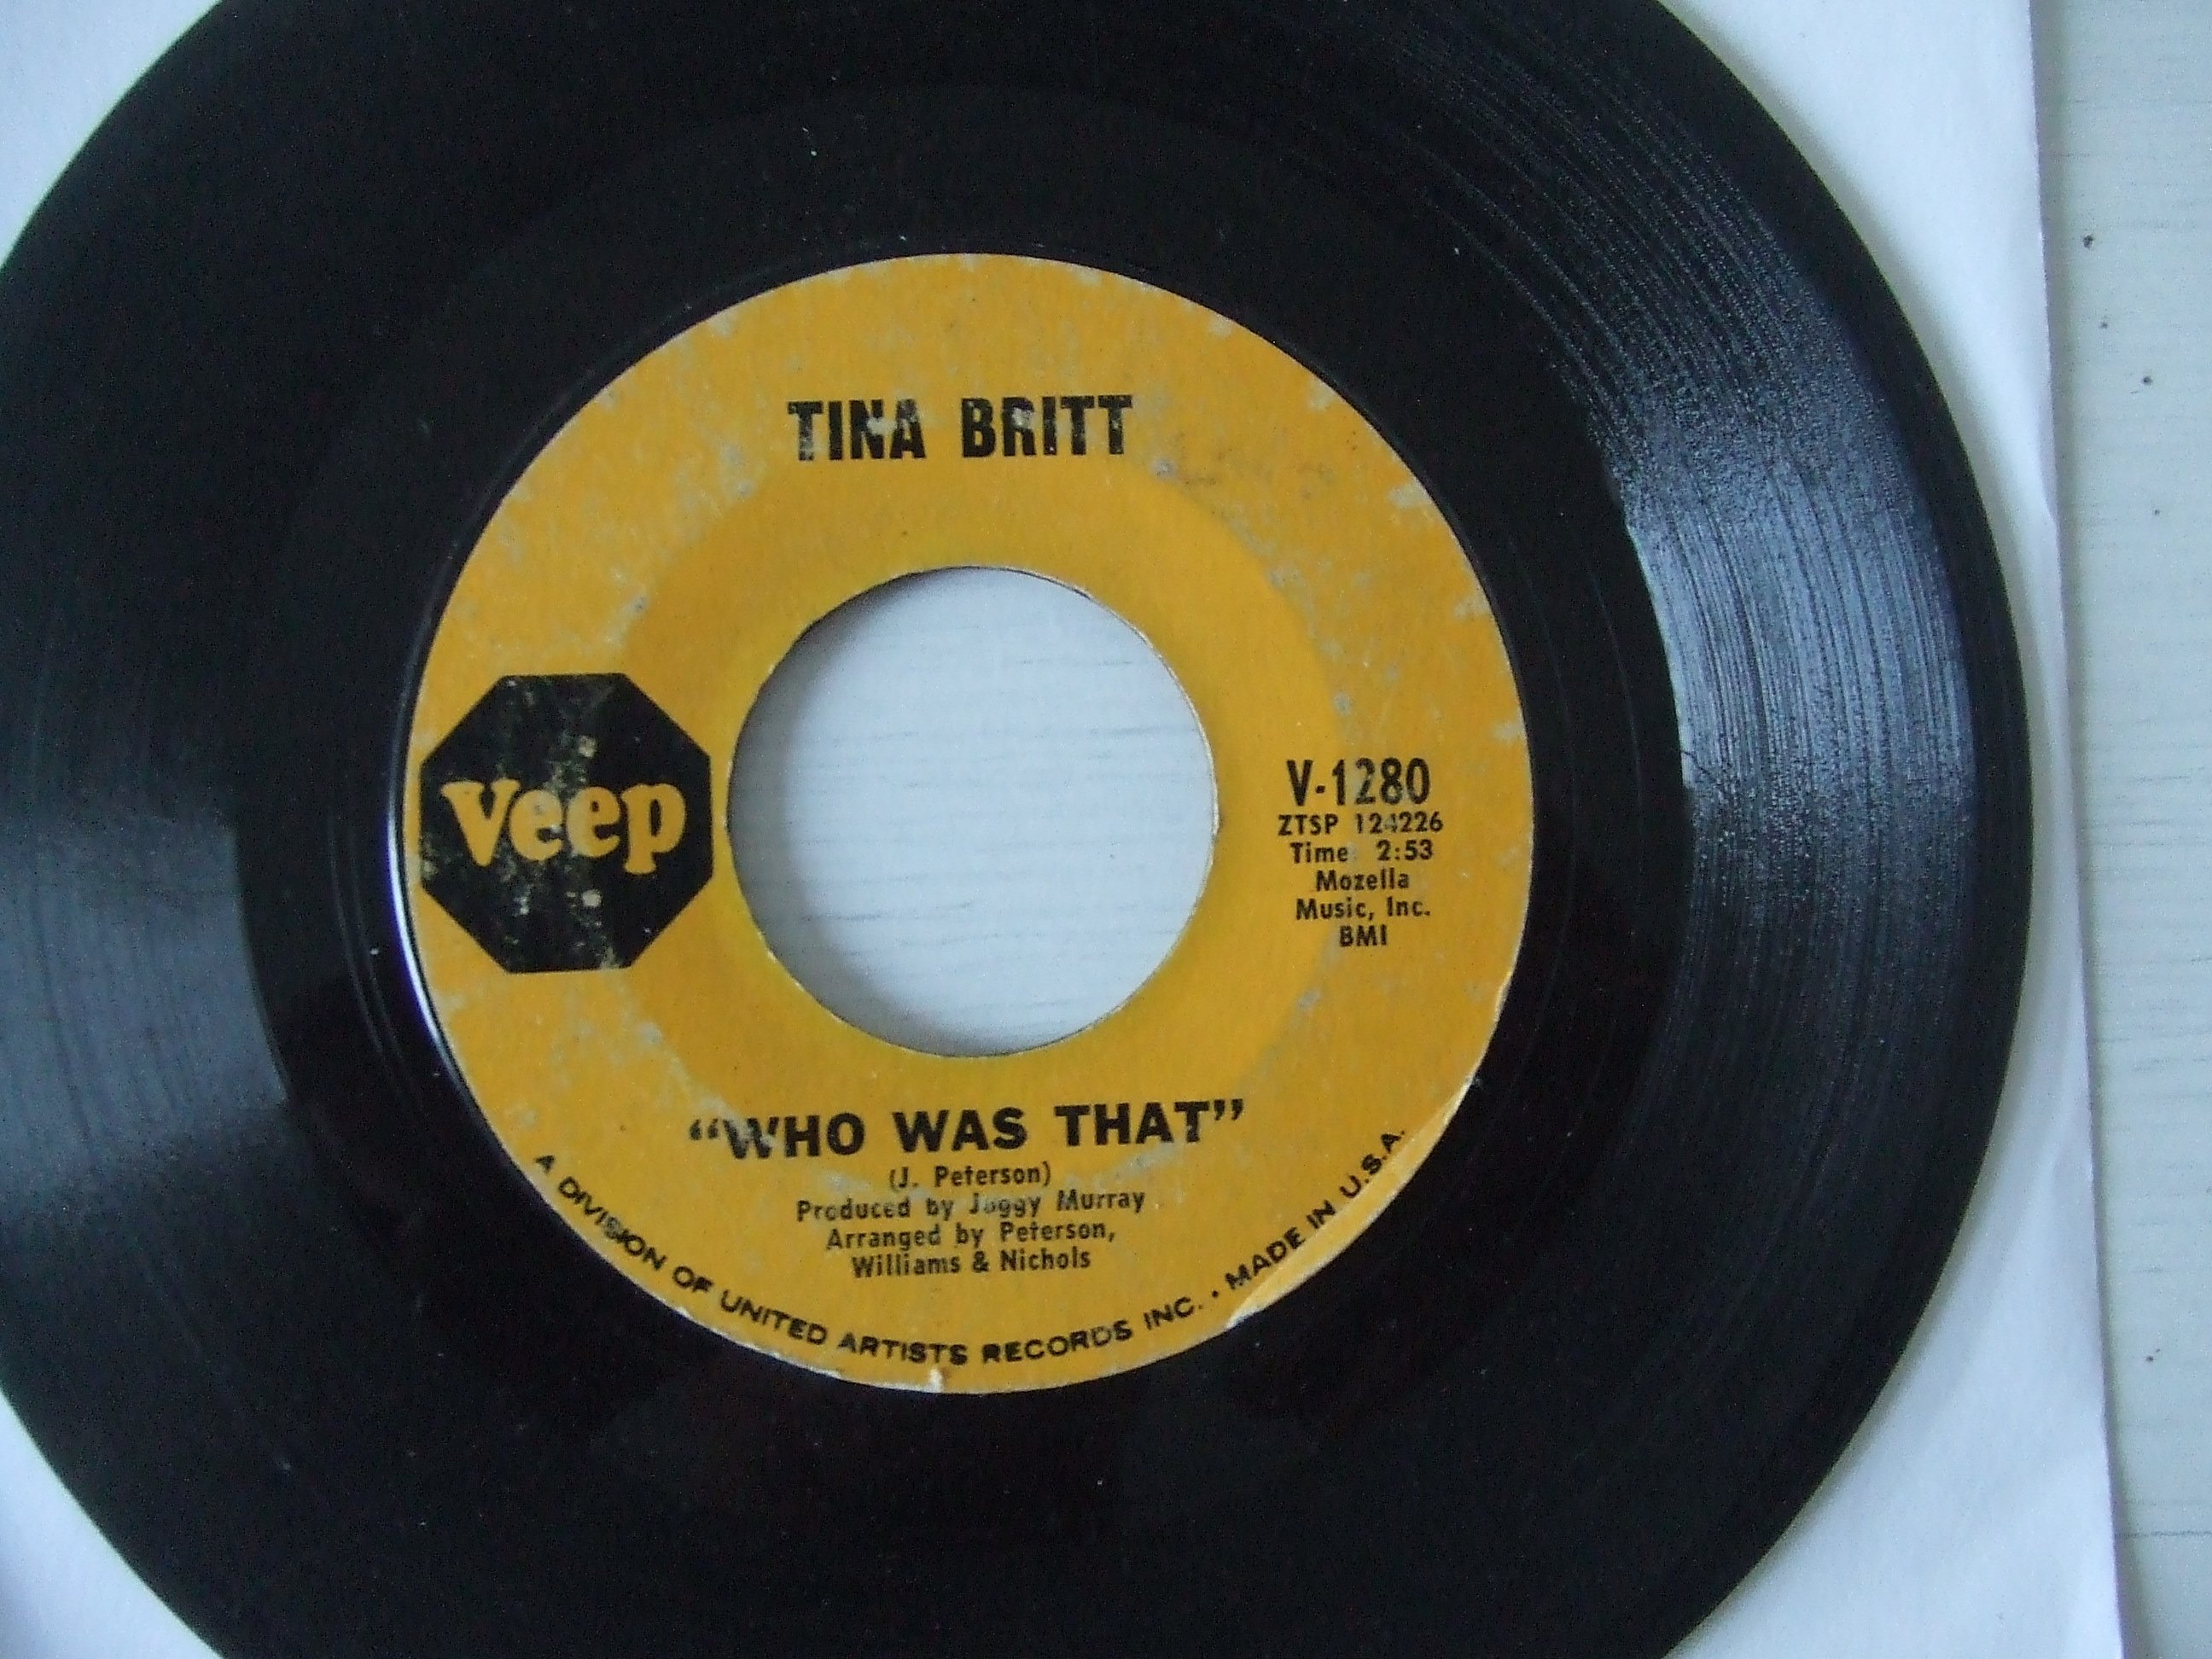 TINA BRITT
veep
V-1280
ZTSP 124226
Time 2:53
Mozella
Music, Inc.
BMI
"WHO WAS THAT"
(J. Peterson)
Produced by Juggy Murray
Arranged by Peterson,
Williams & Nichols
A DIVISION OF UNITED ARTISTS RECORDS INC. • MADE IN U.S.A.